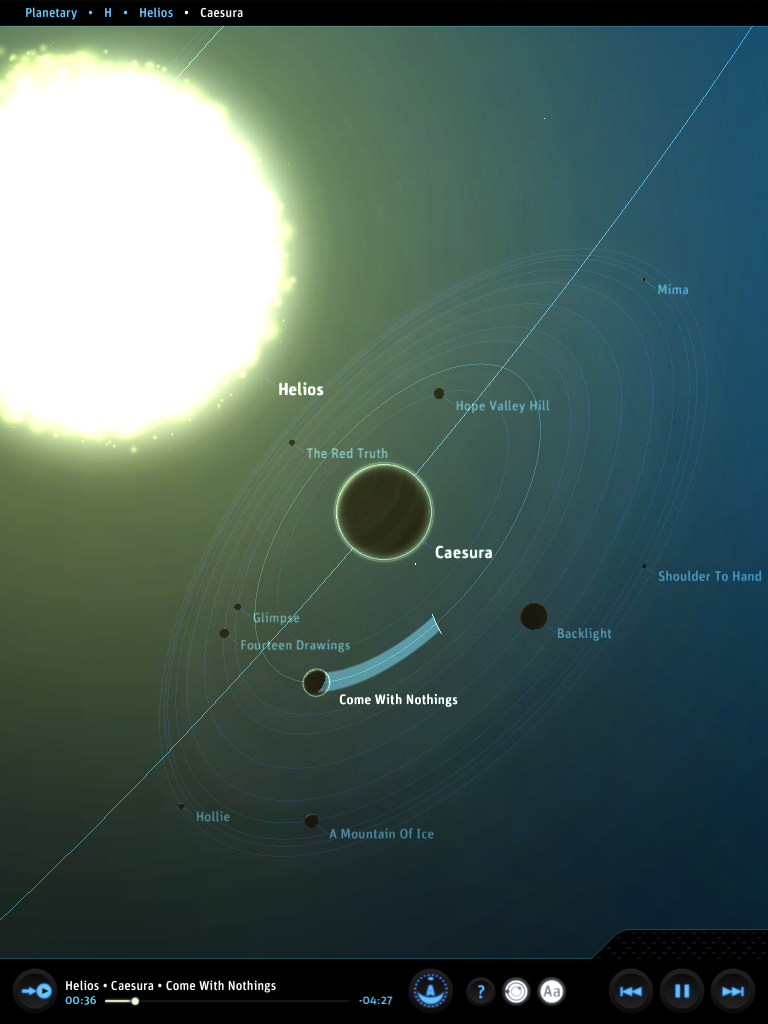 Planetary • H • Helios • Caesura
Mima
Helios
Hope Valley Hill
The Red Truth
Caesura
Shoulder To Hand
Glimpse
Backlight
Fourteen Drawings
Come With Nothings
Hollie
A Mountain Of Ice
Helios • Caesura • Come With Nothings
00:36 -04:27
A ? Aa